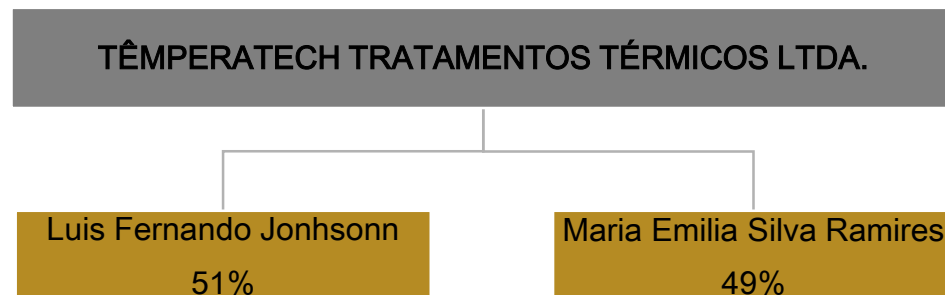 TÊMPERATECH TRATAMENTOS TÉRMICOS LTDA.
Luis Fernando Jonhsonn
51%
Maria Emilia Silva Ramires
49%